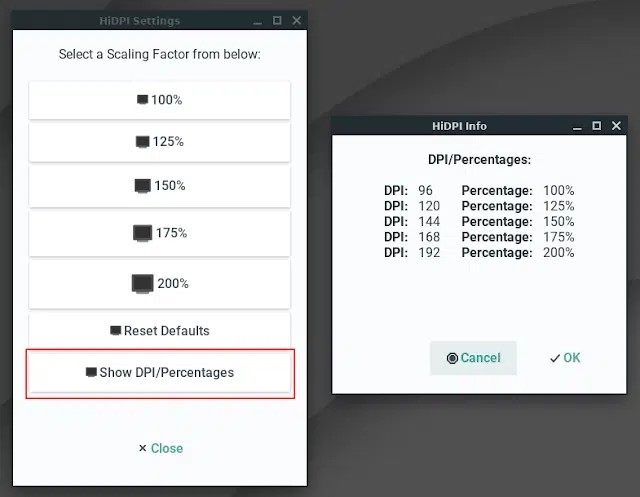 HiDPI Settings
Select a Scaling Factor from below:
100%
125%
150%
175%
200%
Reset Defaults
Show DPI/Percentages
Close
HiDPI Info
DPI/Percentages:
DPI: 96 Percentage: 100%
DPI: 120 Percentage: 125%
DPI: 144 Percentage: 150%
DPI: 168 Percentage: 175%
DPI: 192 Percentage: 200%
Cancel OK